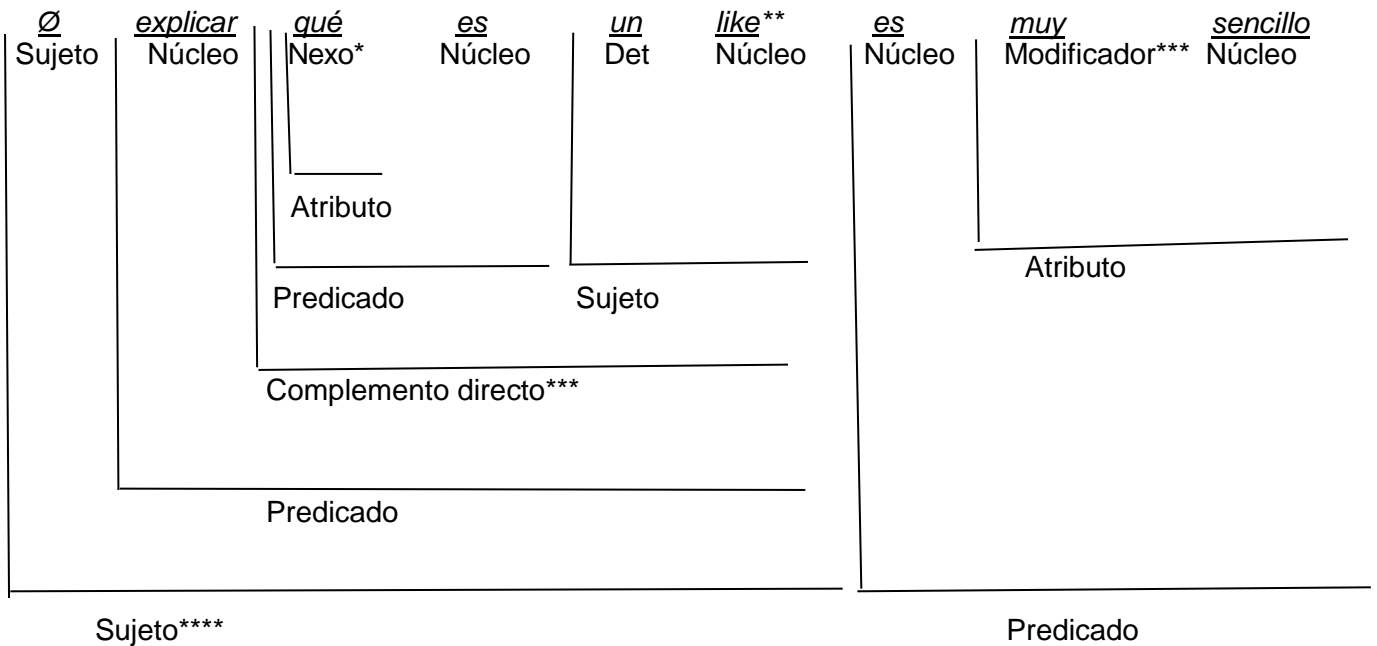 Ø explicar qué es un like** es muy sencillo
Sujeto Núcleo Nexo* Núcleo Det Núcleo Núcleo Modificador*** Núcleo
Atributo
Atributo
Predicado Sujeto
Complemento directo***
Predicado
Sujeto**** Predicado